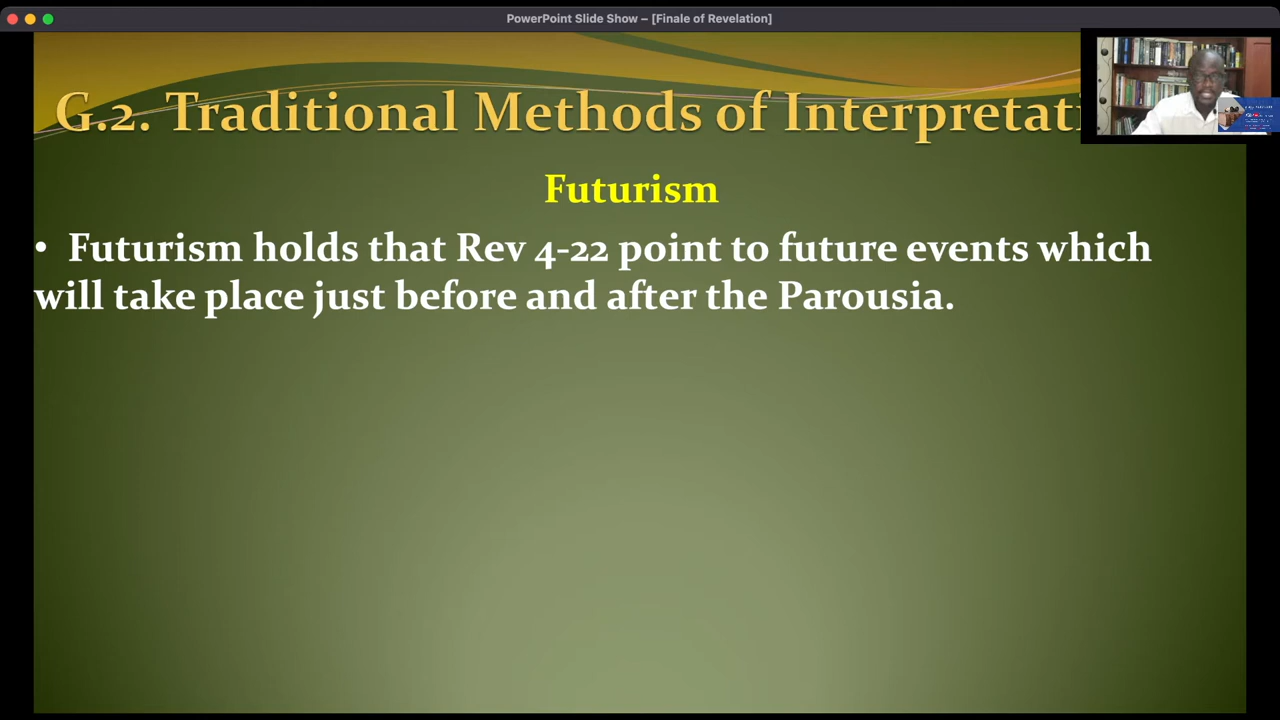 PowerPoint Slide Show – [Finale of Revelation]
G.2. Traditional Methods of Interpretati
Futurism
• Futurism holds that Rev 4-22 point to future events which
will take place just before and after the Parousia.